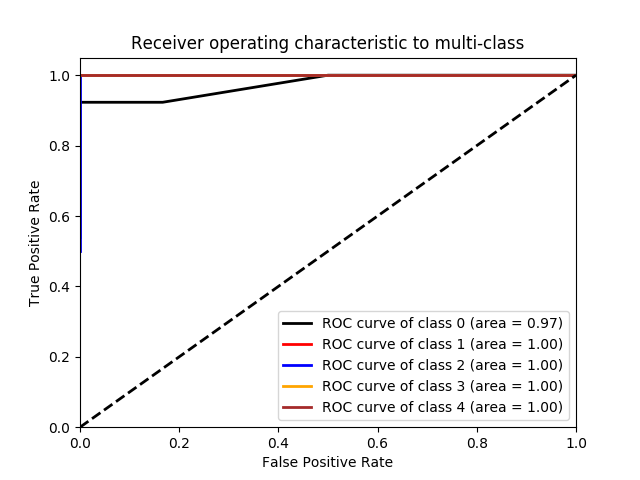 Receiver operating characteristic to multi-class
1.0
0.8
0.6
0.4
0.2
0.0
True Positive Rate
ROC curve of class 0 (area = 0.97)
ROC curve of class 1 (area = 1.00)
ROC curve of class 2 (area = 1.00)
ROC curve of class 3 (area = 1.00)
ROC curve of class 4 (area = 1.00)
0.0 0.2 0.4 0.6 0.8 1.0
False Positive Rate